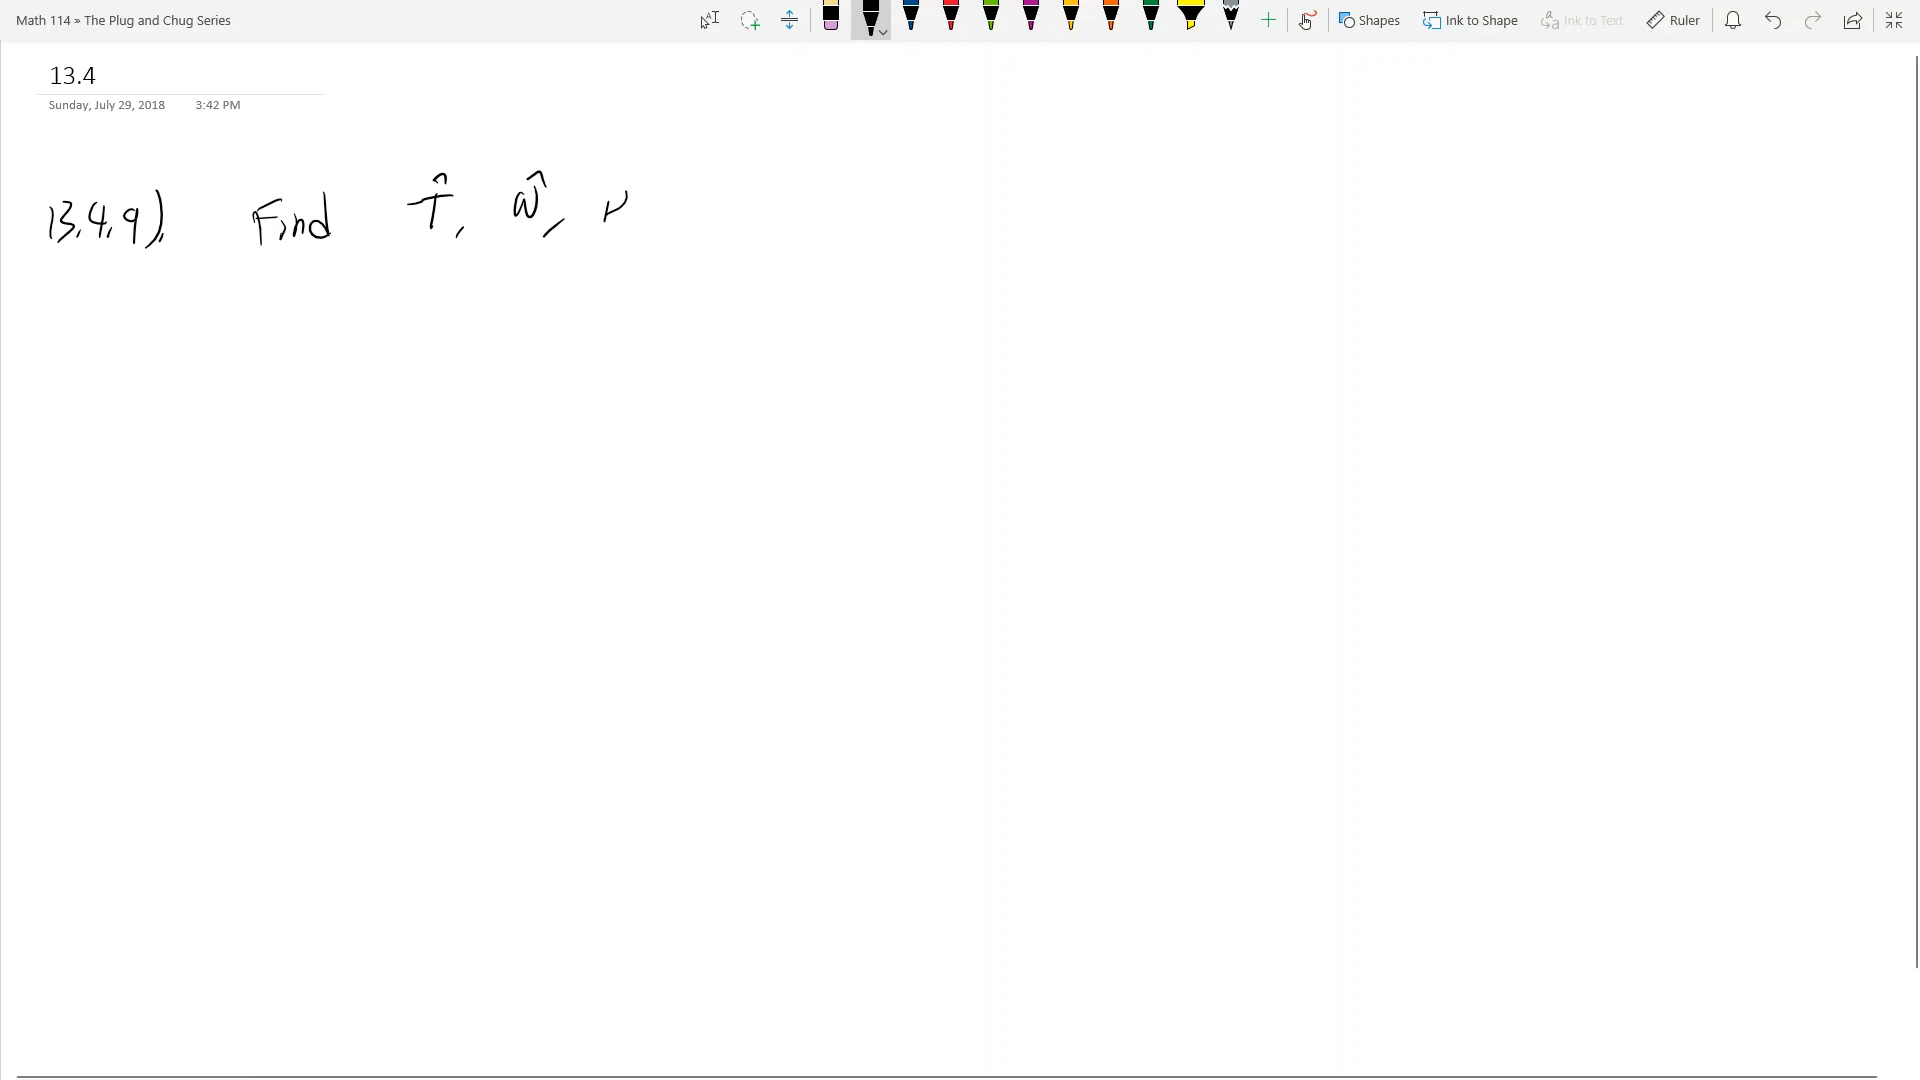 Math 114 » The Plug and Chug Series
Shapes
Ink to Shape
Ink to Text
Ruler
13.4
Sunday, July 29, 2018 3:42 PM
13.4.9). Find T̂, N̂,